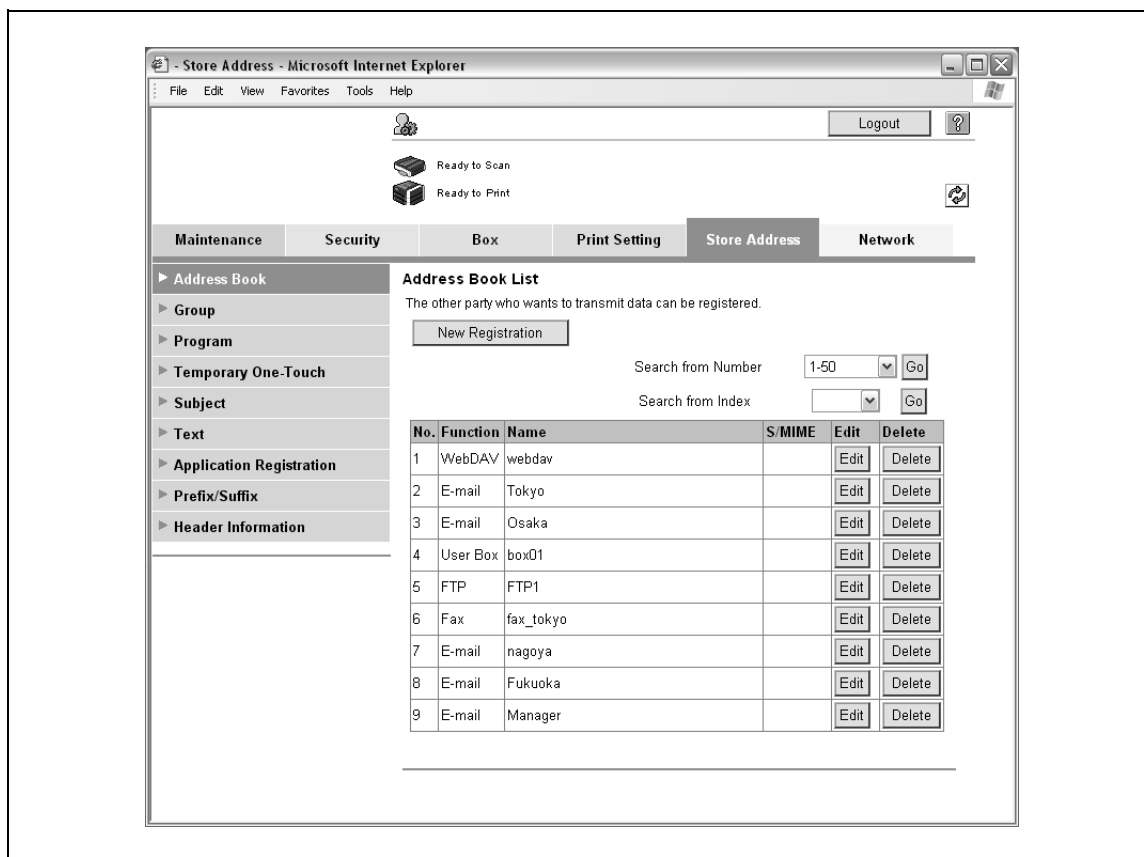 - Store Address - Microsoft Internet Explorer
File Edit View Favorites Tools Help
Logout ?
Ready to Scan
Ready to Print
Maintenance Security Box Print Setting Store Address Network
Address Book
Group
Program
Temporary One-Touch
Subject
Text
Application Registration
Prefix/Suffix
Header Information
Address Book List
The other party who wants to transmit data can be registered.
New Registration
Search from Number 1-50 Go
Search from Index Go
No. Function Name S/MIME Edit Delete
1 WebDAV webdav Edit Delete
2 E-mail Tokyo Edit Delete
3 E-mail Osaka Edit Delete
4 User Box box01 Edit Delete
5 FTP FTP1 Edit Delete
6 Fax fax_tokyo Edit Delete
7 E-mail nagoya Edit Delete
8 E-mail Fukuoka Edit Delete
9 E-mail Manager Edit Delete